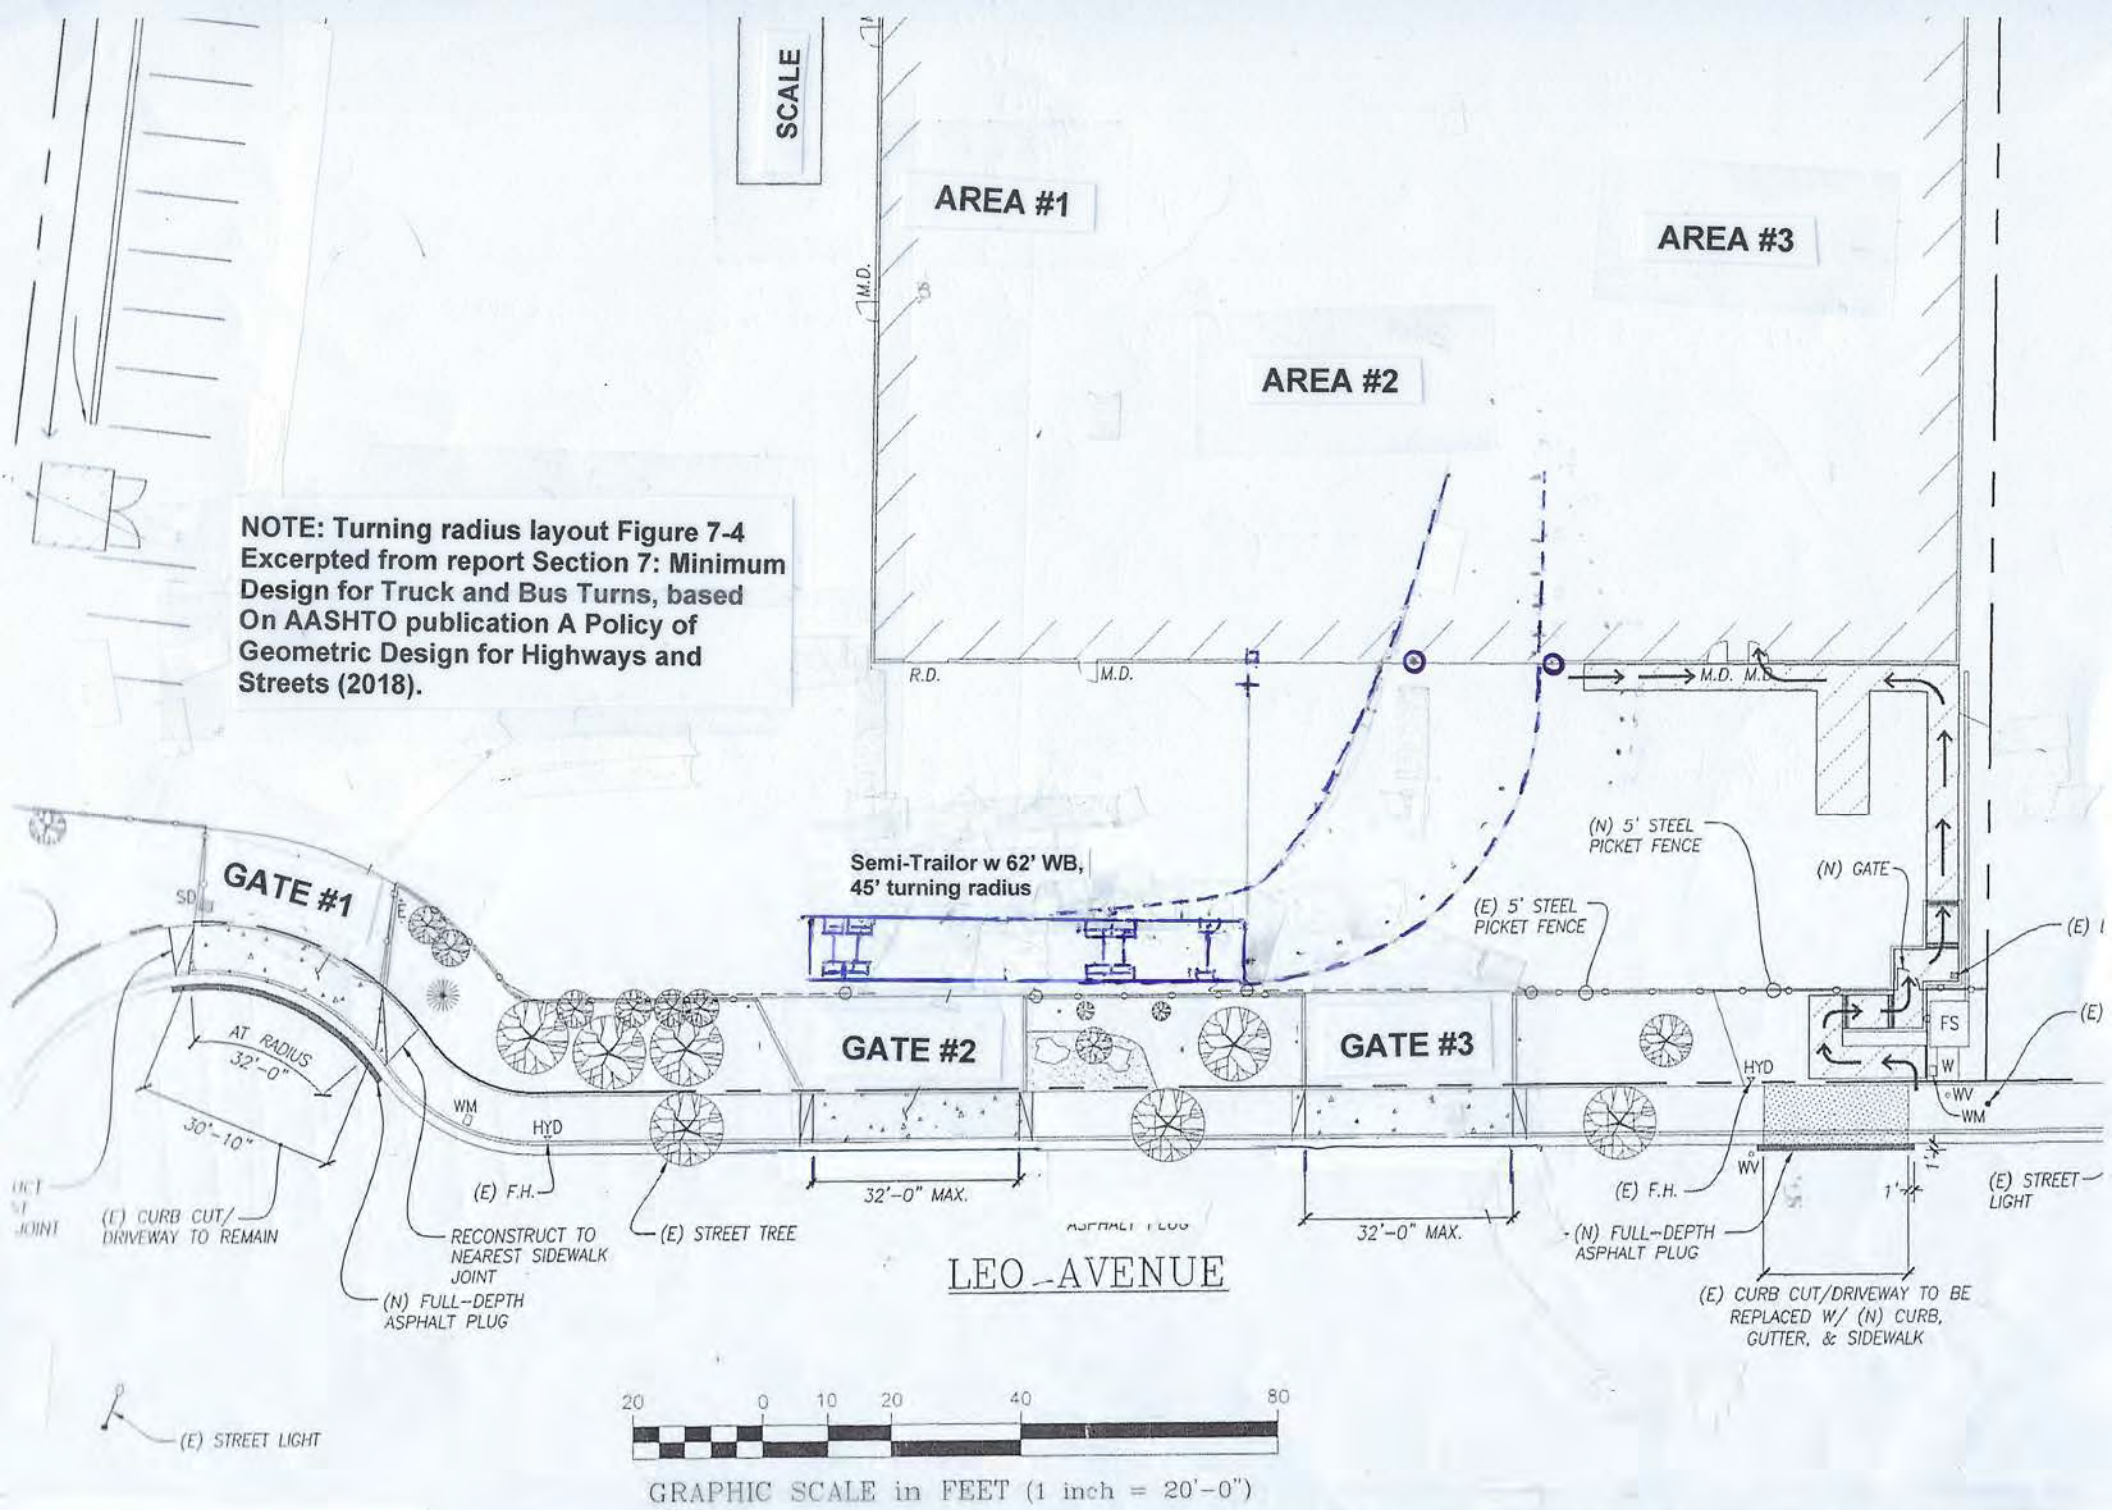 SCALE
AREA #1
AREA #3
AREA #2
M.D.
NOTE: Turning radius layout Figure 7-4
Excerpted from report Section 7: Minimum
Design for Truck and Bus Turns, based
On AASHTO publication A Policy of
Geometric Design for Highways and
Streets (2018).
R.D.
M.D.
M.D.
M.D.
(N) 5' STEEL
PICKET FENCE
Semi-Trailor w 62' WB,
45' turning radius
(N) GATE
GATE #1
SD
(E) 5' STEEL
PICKET FENCE
(E)
(E)
GATE #2
GATE #3
FS
AT RADIUS
32'-0"
30'-10"
WM
HYD
HYD
W
WV
WM
WV
1'
1'
(E) F.H.
32'-0" MAX.
(E) F.H.
(E) STREET
LIGHT
JOINT
(E) CURB CUT/
DRIVEWAY TO REMAIN
RECONSTRUCT TO
NEAREST SIDEWALK
JOINT
(E) STREET TREE
ASPHALT PLUG
32'-0" MAX.
(N) FULL-DEPTH
ASPHALT PLUG
LEO AVENUE
(N) FULL-DEPTH
ASPHALT PLUG
(E) CURB CUT/DRIVEWAY TO BE
REPLACED W/ (N) CURB,
GUTTER, & SIDEWALK
(E) STREET LIGHT
20 0 10 20 40 80
GRAPHIC SCALE in FEET (1 inch = 20'-0")